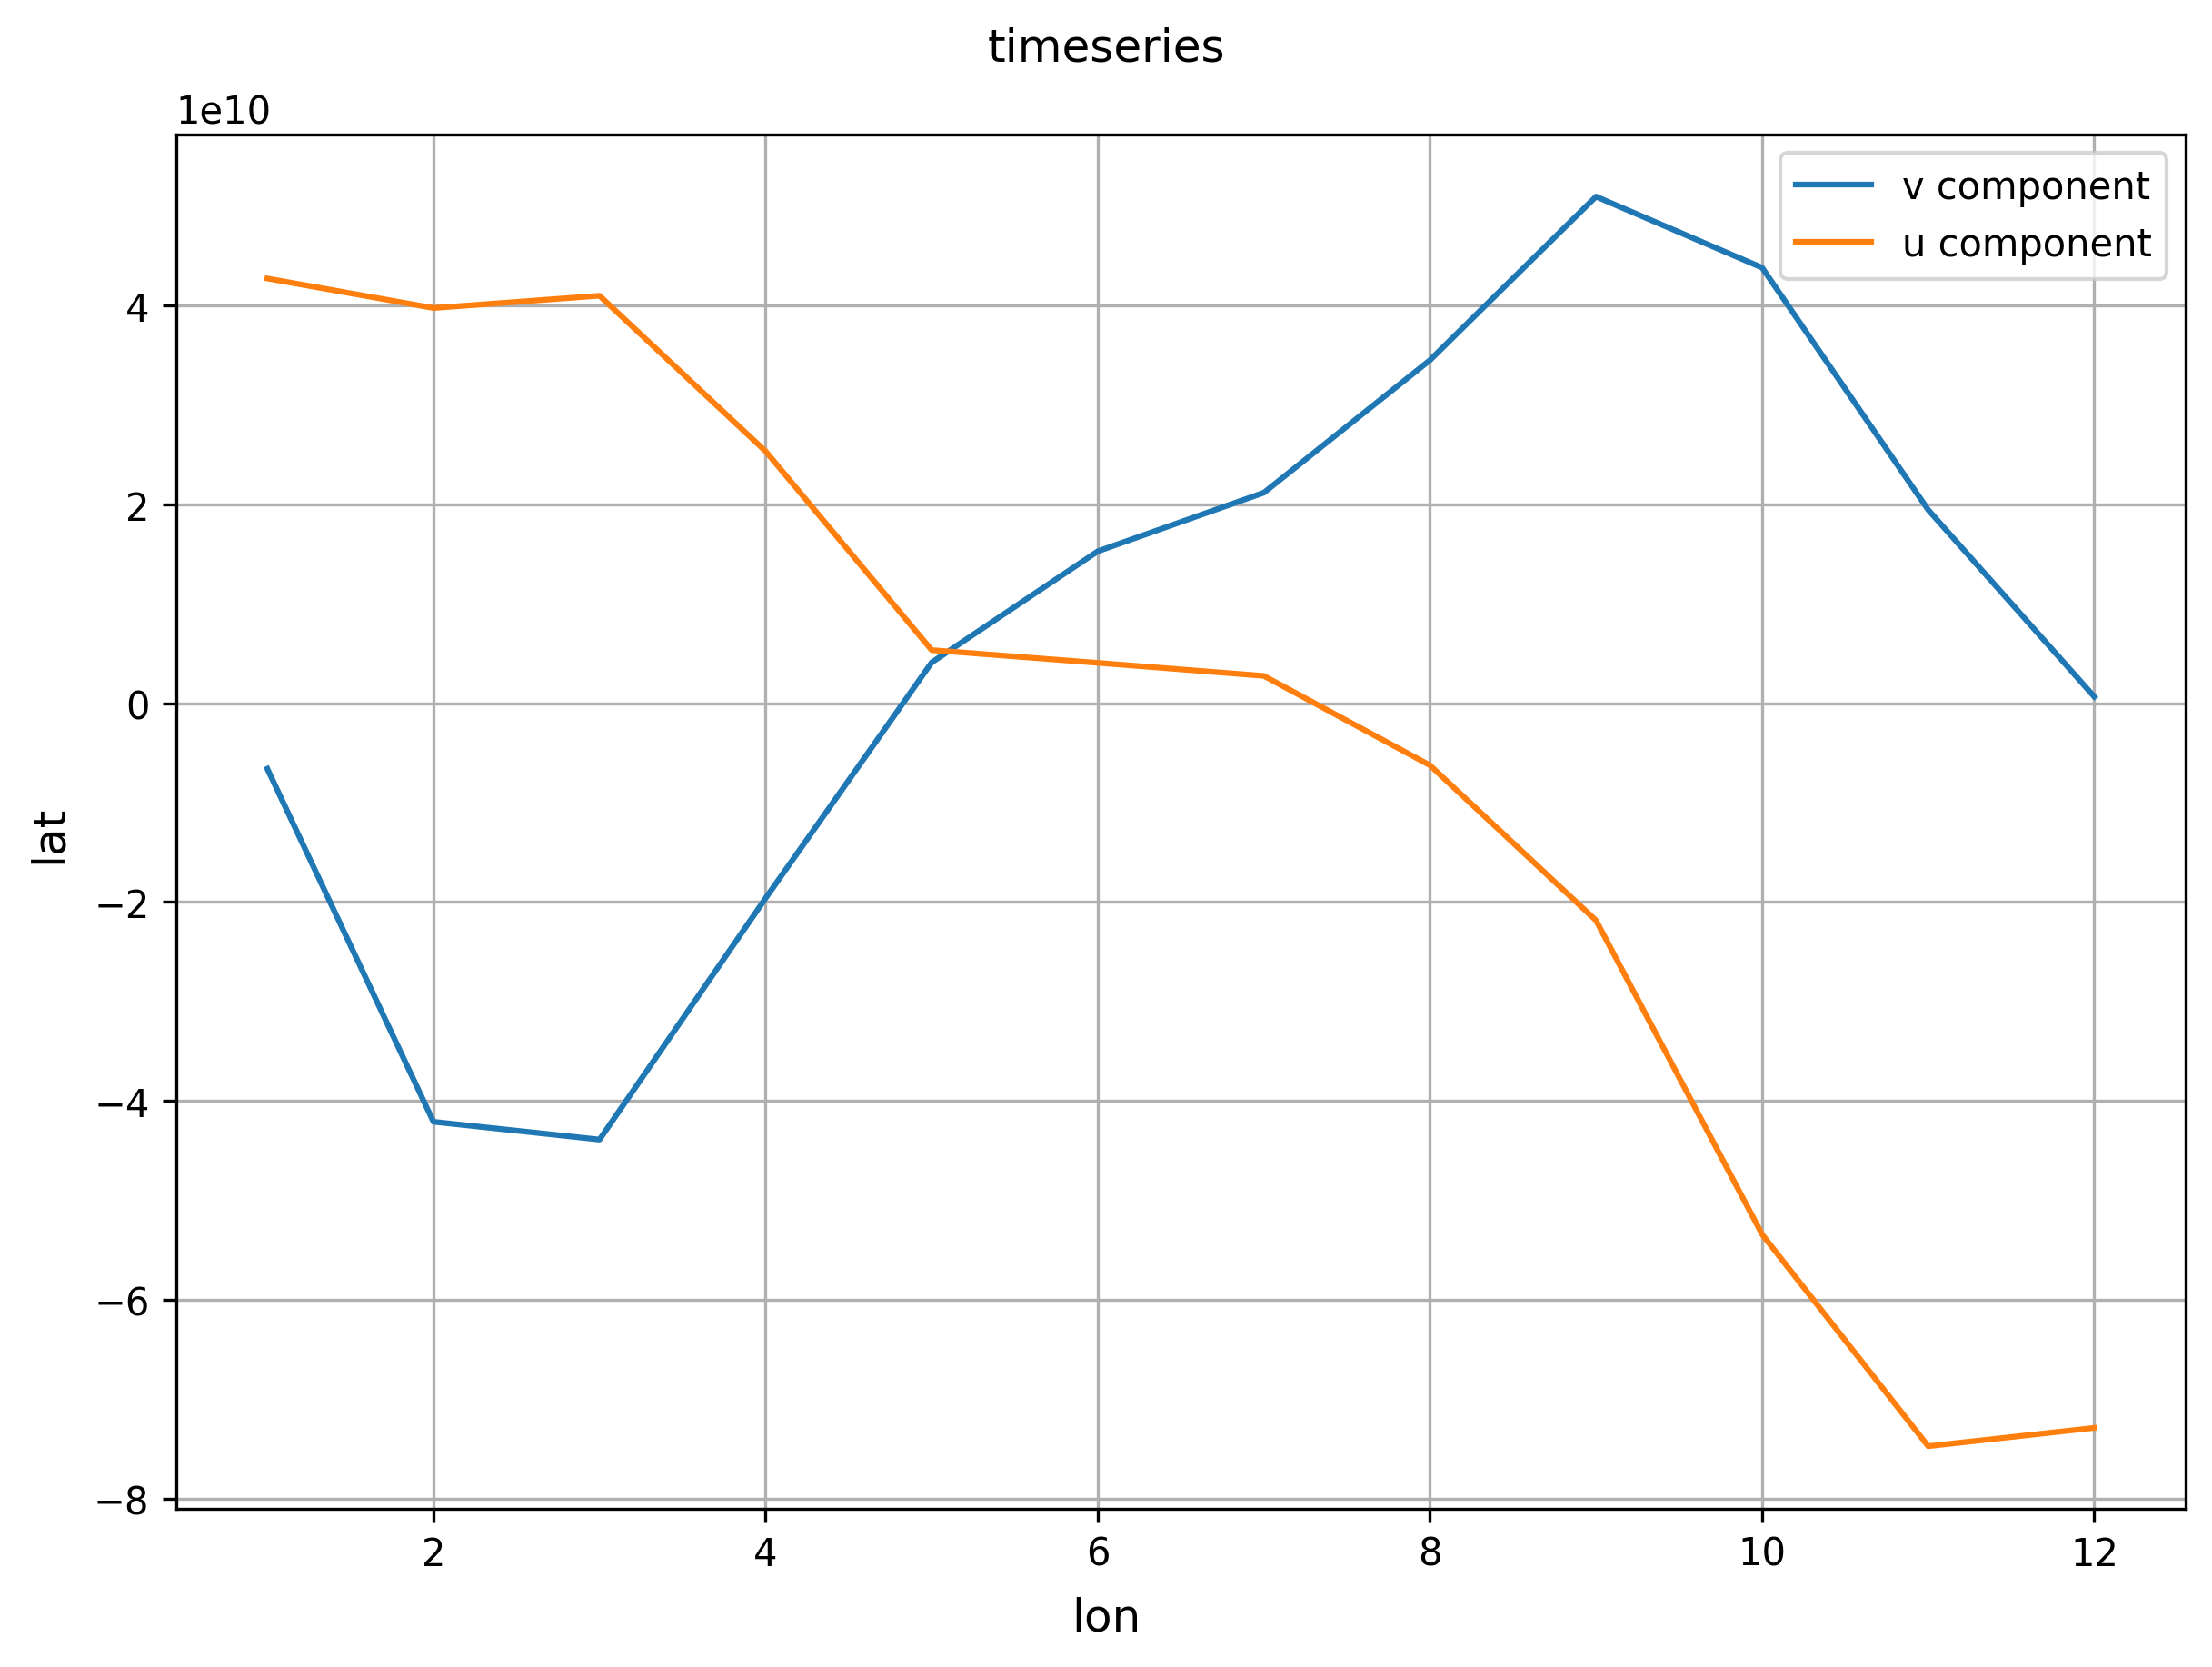 timeseries
1e10
v component
u component
4
2
0
−2
−4
−6
−8
lat
2 4 6 8 10 12
lon